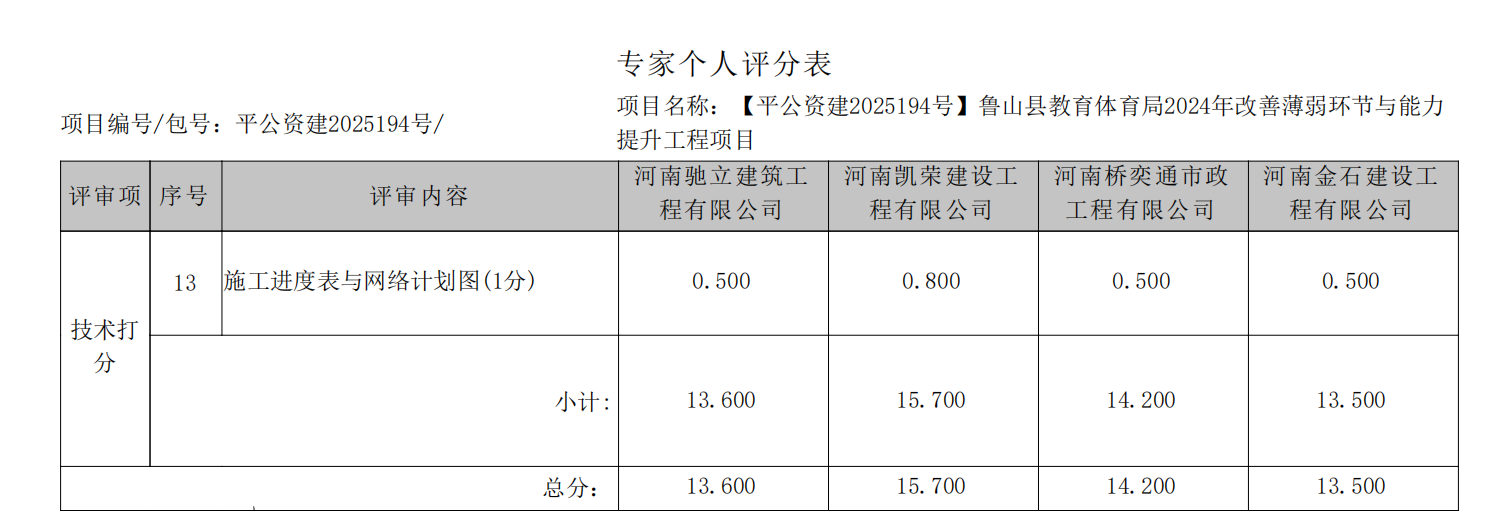 专家个人评分表
项目编号/包号：平公资建2025194号/
项目名称：【平公资建2025194号】鲁山县教育体育局2024年改善薄弱环节与能力
提升工程项目
评审项 序号 评审内容 河南驰立建筑工 河南凯荣建设工 河南桥奕通市政 河南金石建设工
程有限公司 程有限公司 工程有限公司 程有限公司
13 施工进度表与网络计划图(1分) 0.500 0.800 0.500 0.500
技术打
分
小计: 13.600 15.700 14.200 13.500
总分： 13.600 15.700 14.200 13.500